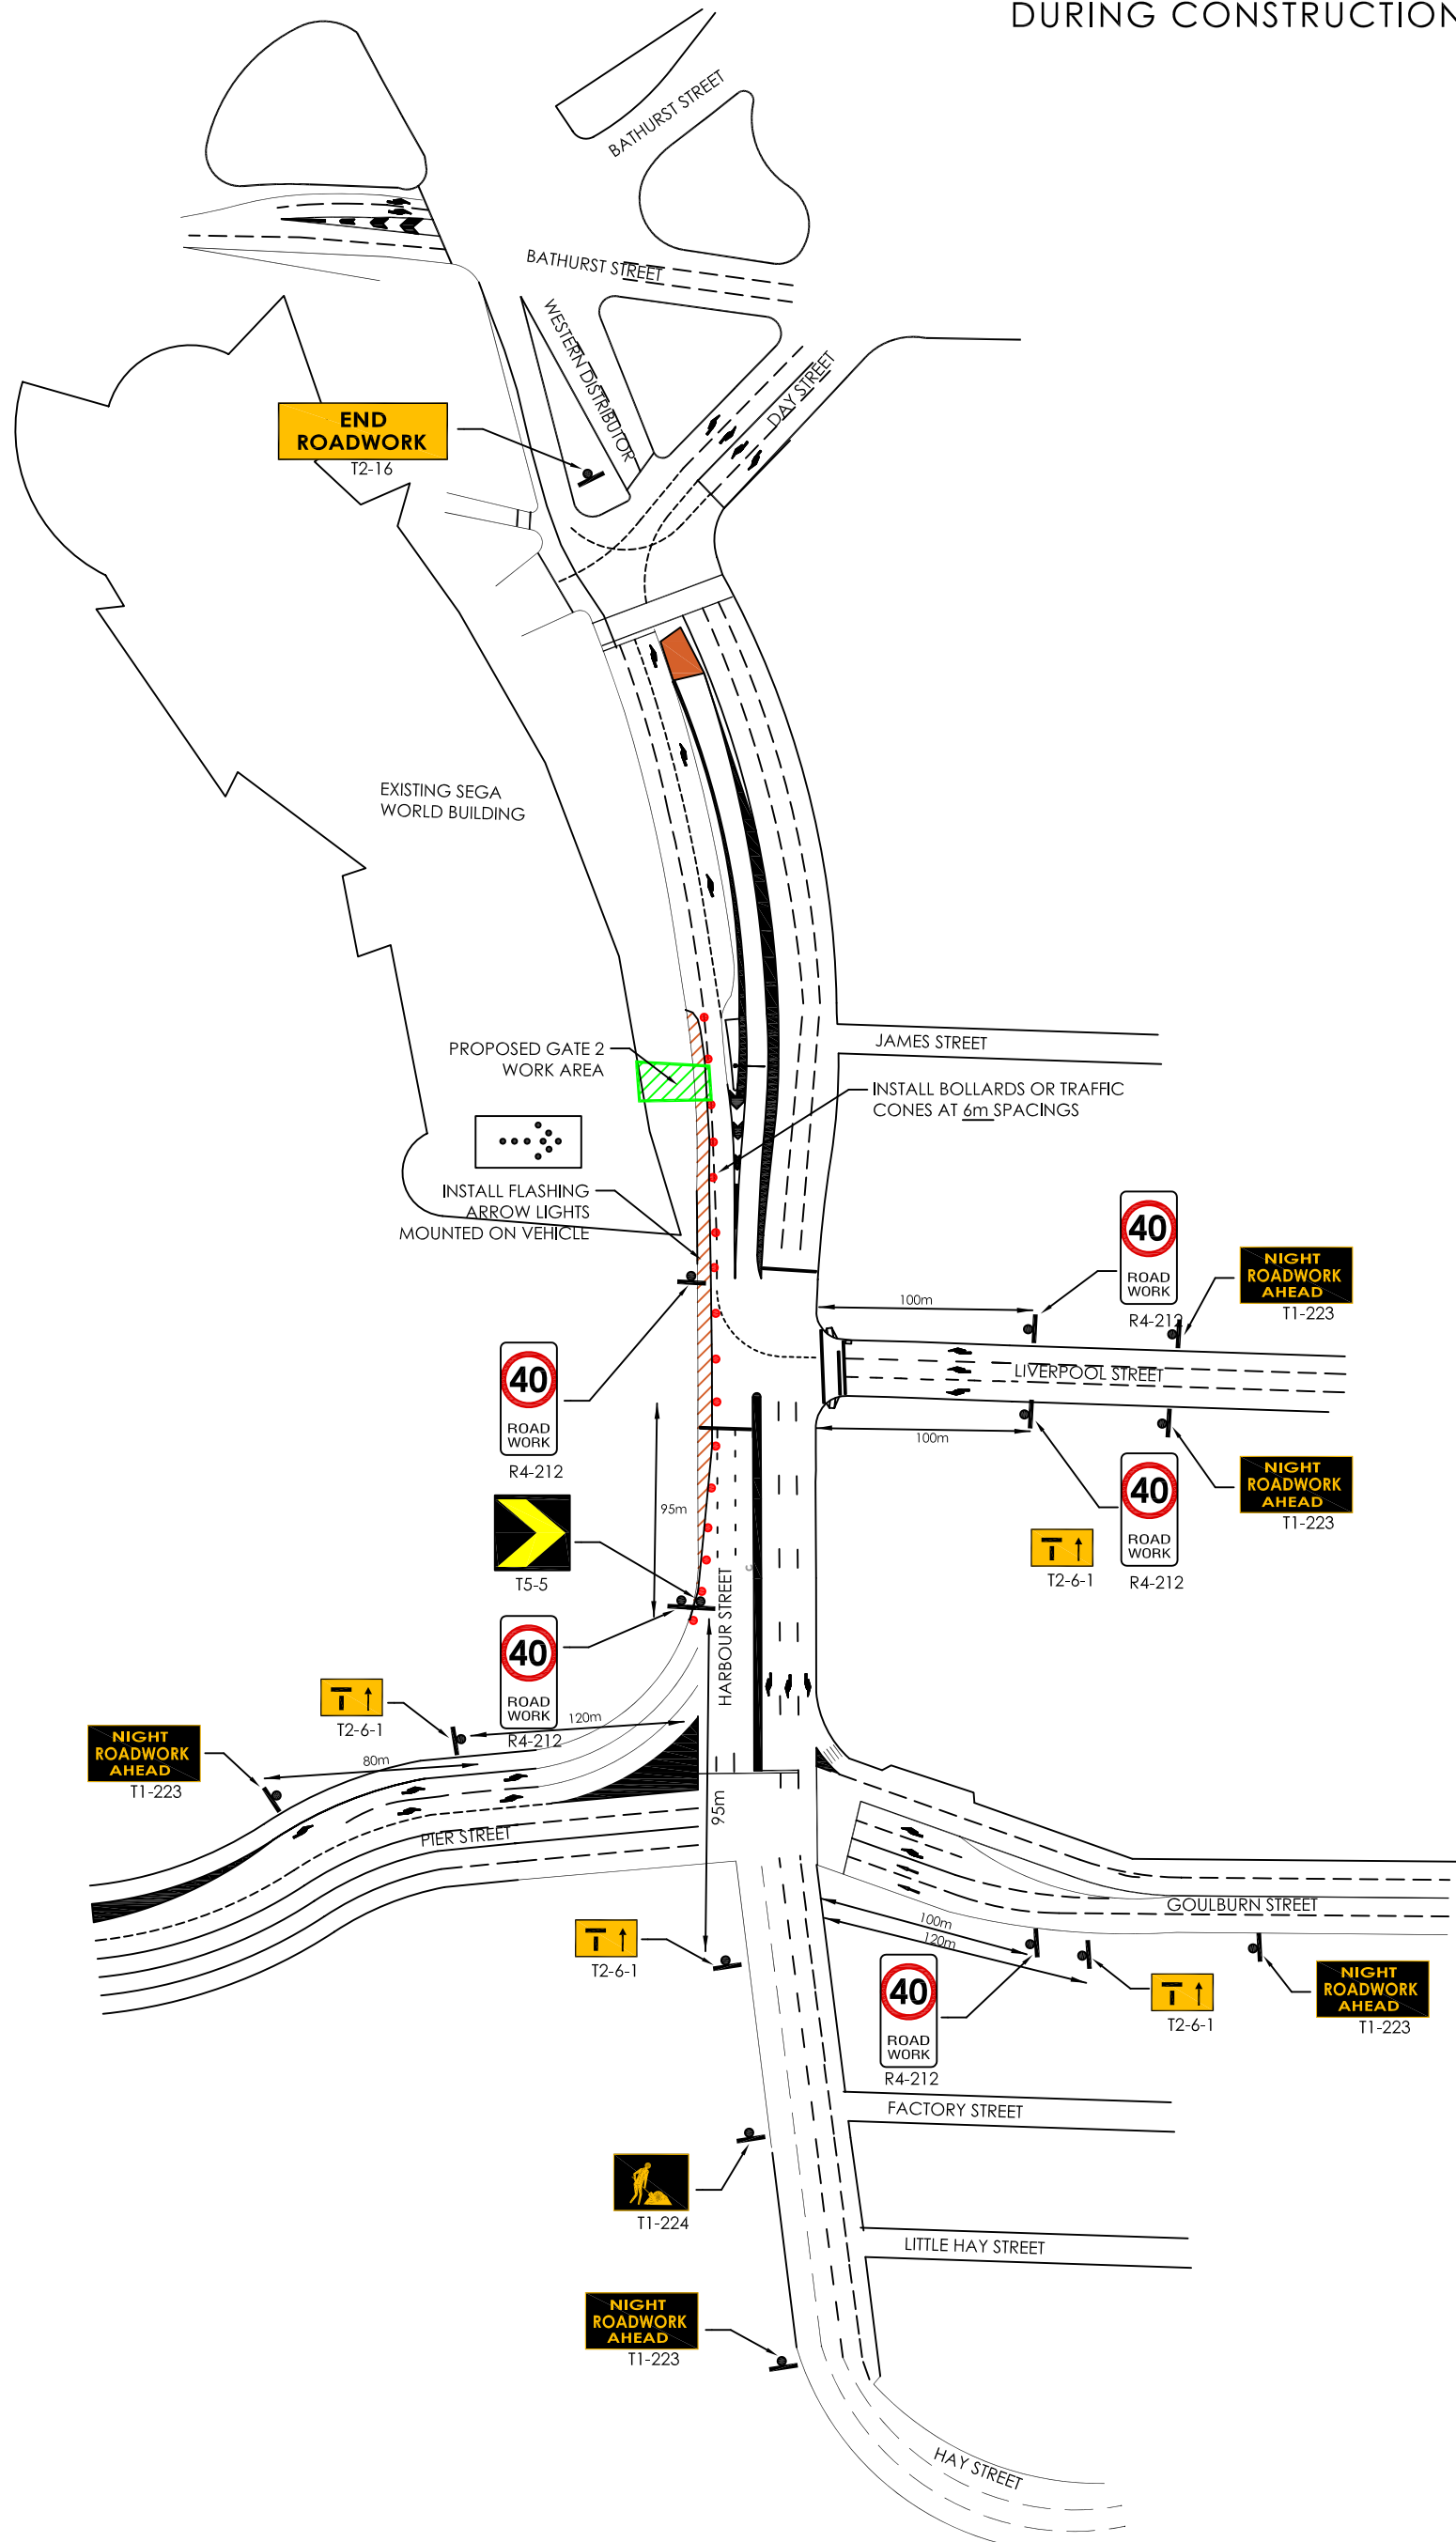 DURING CONSTRUCTION
BATHURST STREET
BATHURST STREET
WESTERN DISTRIBUTOR
DAY STREET
END
ROADWORK
T2-16
EXISTING SEGA
WORLD BUILDING
JAMES STREET
PROPOSED GATE 2
WORK AREA
INSTALL BOLLARDS OR TRAFFIC
CONES AT 6m SPACINGS
INSTALL FLASHING
ARROW LIGHTS
MOUNTED ON VEHICLE
40
ROAD
WORK
R4-212
NIGHT
ROADWORK
AHEAD
T1-223
100m
LIVERPOOL STREET
100m
40
ROAD
WORK
R4-212
40
ROAD
WORK
R4-212
NIGHT
ROADWORK
AHEAD
T1-223
T2-6-1
95m
T5-5
HARBOUR STREET
40
ROAD
WORK
R4-212
T2-6-1
120m
NIGHT
ROADWORK
AHEAD
T1-223
80m
PIER STREET
95m
GOULBURN STREET
100m
120m
T2-6-1
40
ROAD
WORK
R4-212
T2-6-1
NIGHT
ROADWORK
AHEAD
T1-223
FACTORY STREET
T1-224
LITTLE HAY STREET
NIGHT
ROADWORK
AHEAD
T1-223
HAY STREET